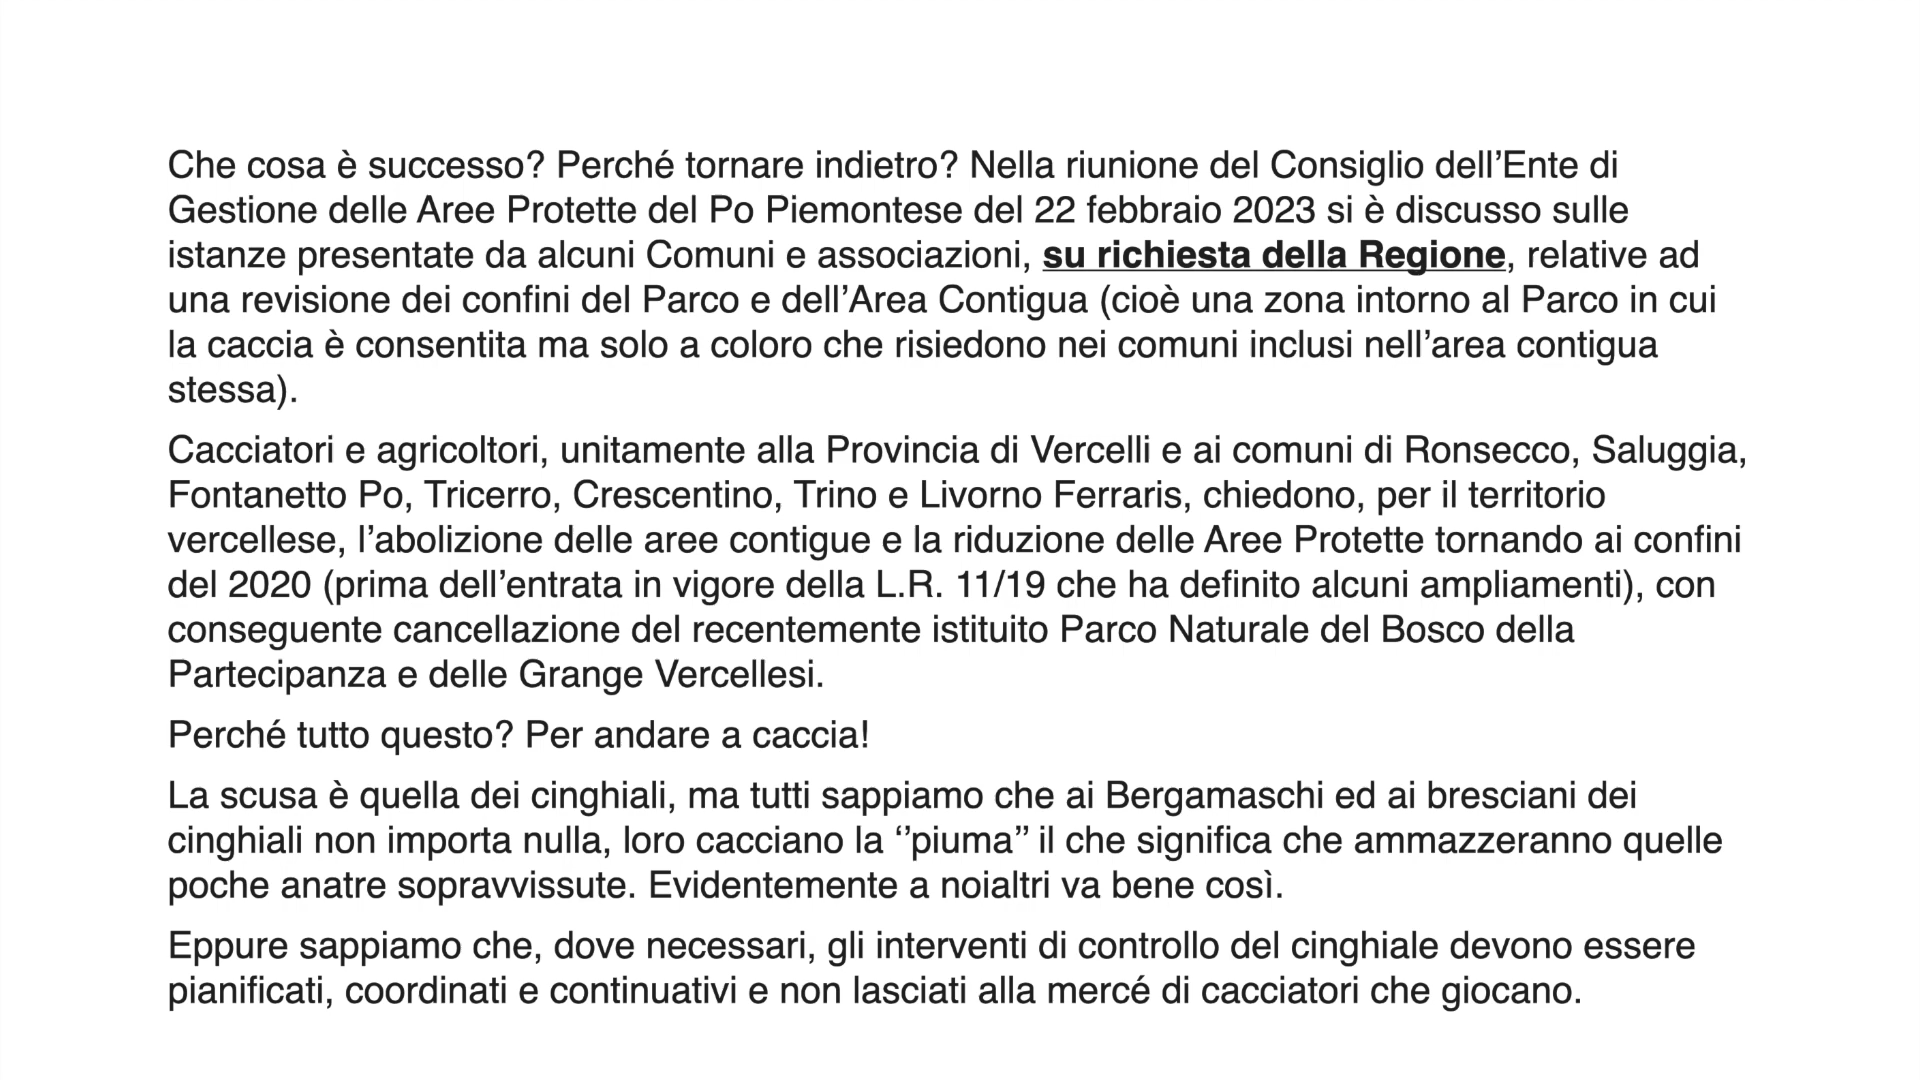 Che cosa è successo? Perché tornare indietro? Nella riunione del Consiglio dell’Ente di
Gestione delle Aree Protette del Po Piemontese del 22 febbraio 2023 si è discusso sulle
istanze presentate da alcuni Comuni e associazioni, su richiesta della Regione, relative ad
una revisione dei confini del Parco e dell’Area Contigua (cioè una zona intorno al Parco in cui
la caccia è consentita ma solo a coloro che risiedono nei comuni inclusi nell’area contigua
stessa).
Cacciatori e agricoltori, unitamente alla Provincia di Vercelli e ai comuni di Ronsecco, Saluggia,
Fontanetto Po, Tricerro, Crescentino, Trino e Livorno Ferraris, chiedono, per il territorio
vercellese, l’abolizione delle aree contigue e la riduzione delle Aree Protette tornando ai confini
del 2020 (prima dell’entrata in vigore della L.R. 11/19 che ha definito alcuni ampliamenti), con
conseguente cancellazione del recentemente istituito Parco Naturale del Bosco della
Partecipanza e delle Grange Vercellesi.
Perché tutto questo? Per andare a caccia!
La scusa è quella dei cinghiali, ma tutti sappiamo che ai Bergamaschi ed ai bresciani dei
cinghiali non importa nulla, loro cacciano la ‘’piuma’’ il che significa che ammazzeranno quelle
poche anatre sopravvissute. Evidentemente a noialtri va bene così.
Eppure sappiamo che, dove necessari, gli interventi di controllo del cinghiale devono essere
pianificati, coordinati e continuativi e non lasciati alla mercé di cacciatori che giocano.